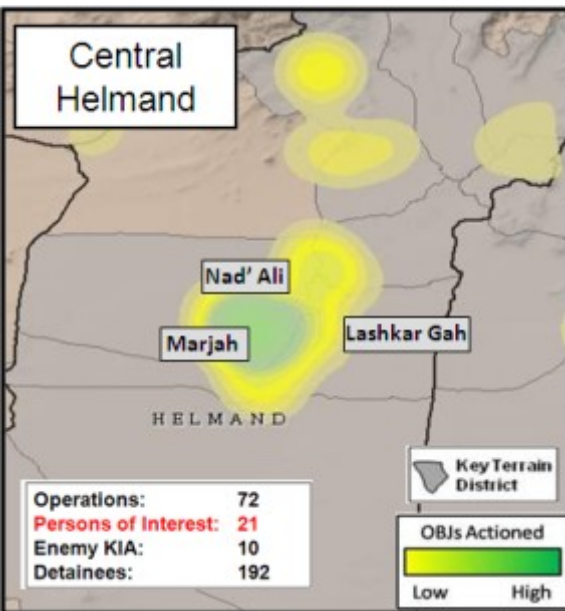 Central
Helmand
Nad' Ali
Marjah
Lashkar Gah
HELMAND
Operations: 72
Persons of Interest: 21
Enemy KIA: 10
Detainees: 192
Key Terrain
District
OBJs Actioned
Low High